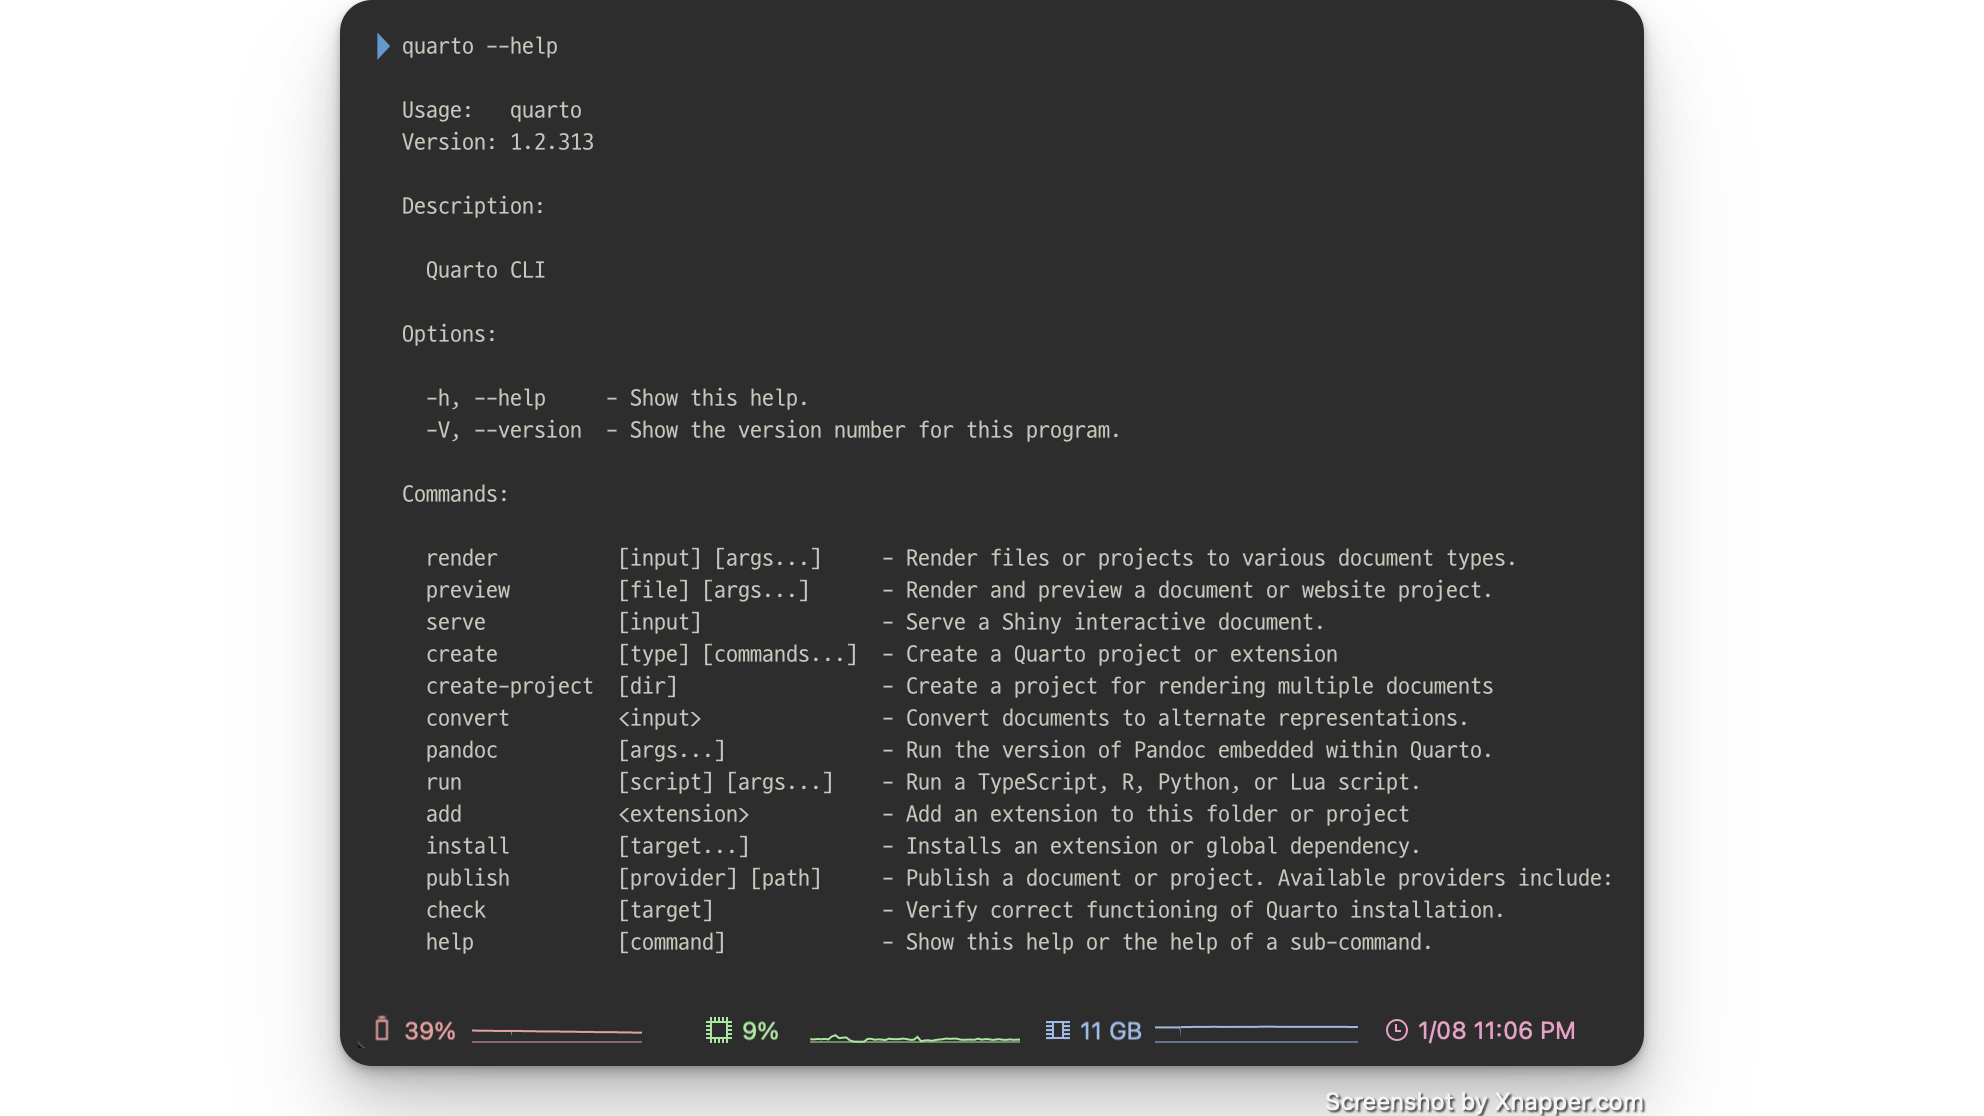 quarto --help
Usage:   quarto
Version: 1.2.313
Description:
Quarto CLI
Options:
-h, --help     - Show this help.
-V, --version  - Show the version number for this program.
Commands:
render          [input] [args...]     - Render files or projects to various document types.
preview         [file] [args...]      - Render and preview a document or website project.
serve           [input]               - Serve a Shiny interactive document.
create          [type] [commands...]  - Create a Quarto project or extension
create-project  [dir]                 - Create a project for rendering multiple documents
convert         <input>               - Convert documents to alternate representations.
pandoc          [args...]             - Run the version of Pandoc embedded within Quarto.
run             [script] [args...]    - Run a TypeScript, R, Python, or Lua script.
add             <extension>           - Add an extension to this folder or project
install         [target...]           - Installs an extension or global dependency.
publish         [provider] [path]     - Publish a document or project. Available providers include:
check           [target]              - Verify correct functioning of Quarto installation.
help            [command]             - Show this help or the help of a sub-command.
39% 9% 11 GB 1/08 11:06 PM
Screenshot by Xnapper.com